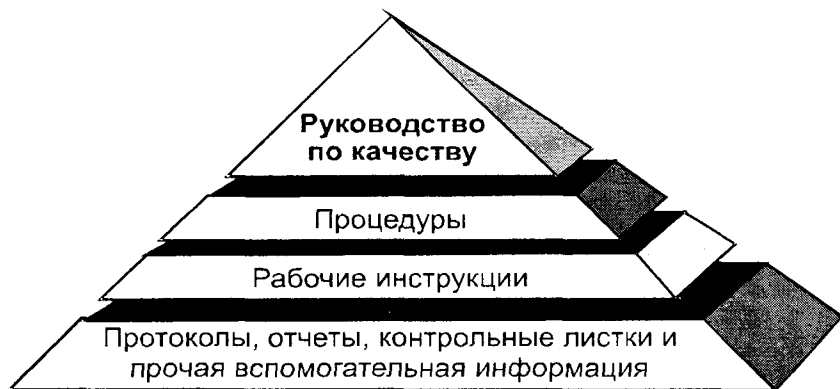 Руководство
по качеству
Процедуры
Рабочие инструкции
Протоколы, отчеты, контрольные листки и
прочая вспомогательная информация